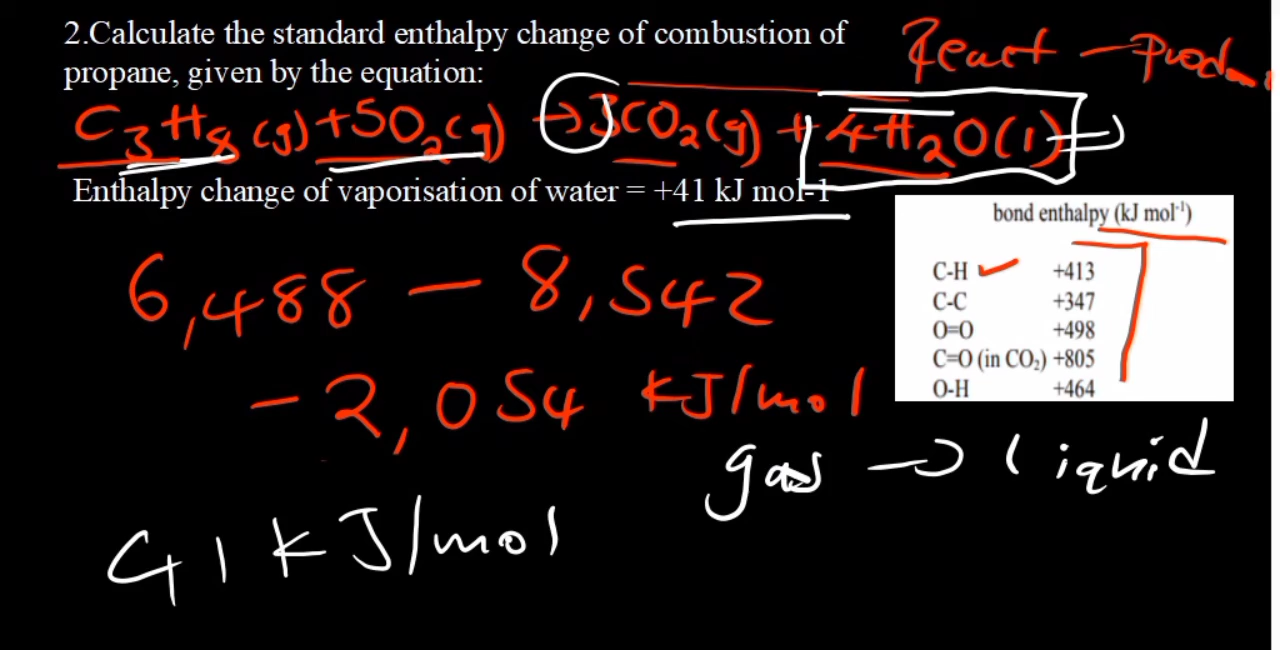 2.Calculate the standard enthalpy change of combustion of
propane, given by the equation:
React - Prod
C3H8(g)+5O2(g) → 3CO2(g) + 4H2O(l) →
Enthalpy change of vaporisation of water = +41 kJ mol-1
bond enthalpy (kJ mol⁻¹)
C-H +413
C-C +347
O=O +498
C=O (in CO₂) +805
O-H +464
6,488 - 8,542
-2,054 kJ/mol
gas → liquid
41 kJ/mol